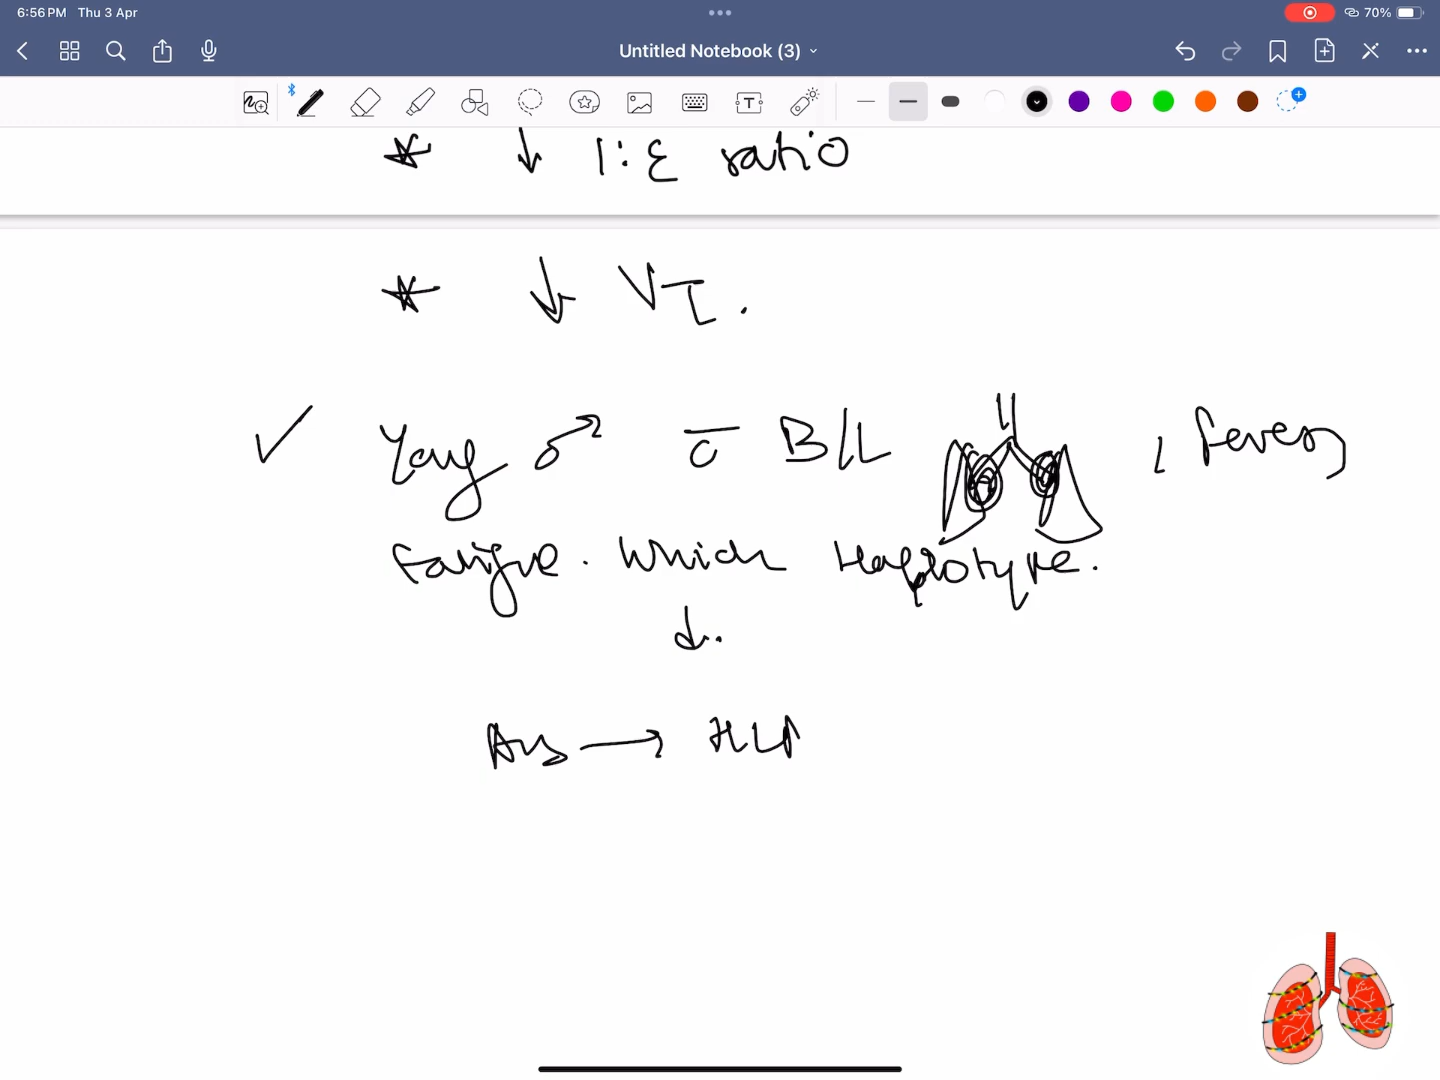 6:56 PM Thu 3 Apr
70%
Untitled Notebook (3)
* ↓ I:E ratio
* ↓ VT.
✓ Young ♂ c̅ B/L , fever,
fatigue. Which Haplotype.
↓.
Ans → HLA